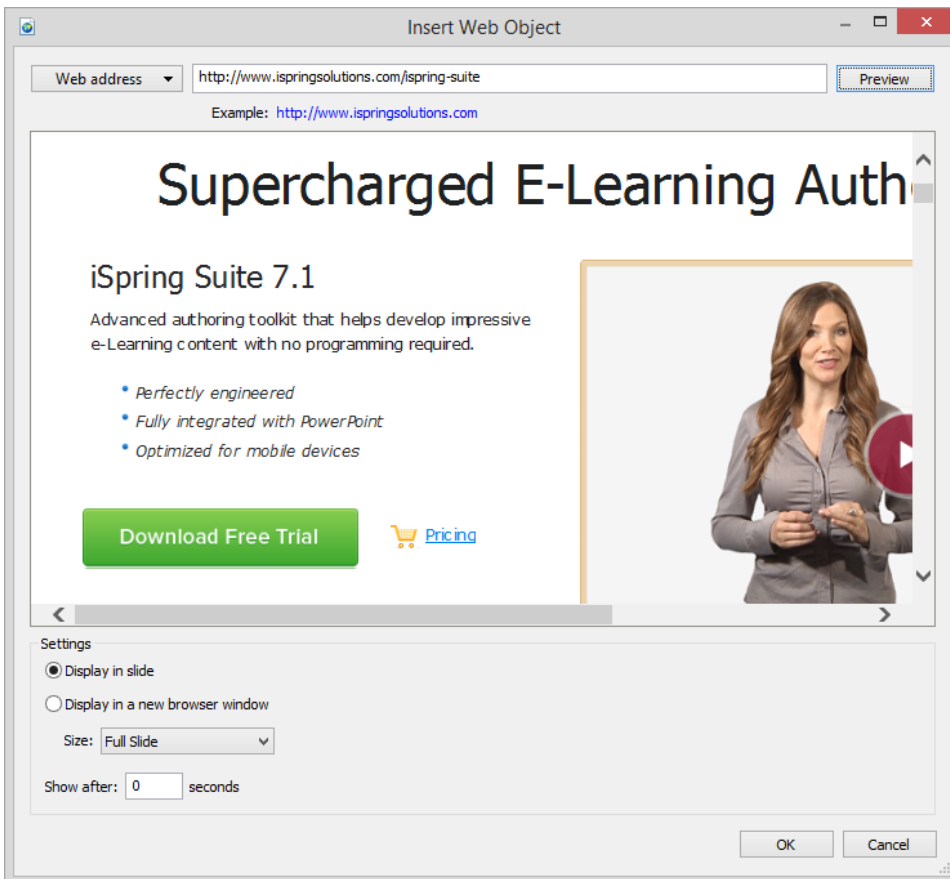 Insert Web Object
Web address http://www.ispringsolutions.com/ispring-suite Preview
Example: http://www.ispringsolutions.com
Supercharged E-Learning Auth
iSpring Suite 7.1
Advanced authoring toolkit that helps develop impressive
e-Learning content with no programming required.
• Perfectly engineered
• Fully integrated with PowerPoint
• Optimized for mobile devices
Download Free Trial Pricing
Settings
Display in slide
Display in a new browser window
Size: Full Slide
Show after: 0 seconds
OK Cancel